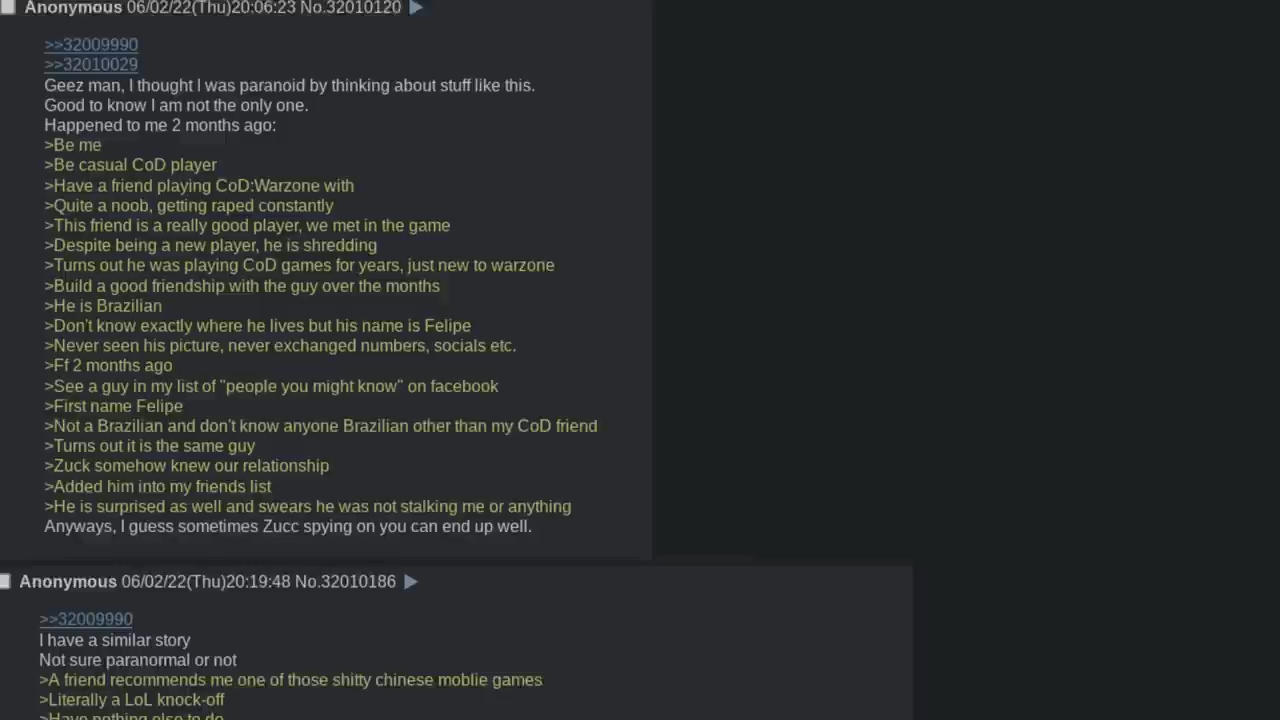 Anonymous 06/02/22(Thu)20:06:23 No.32010120 ▶
>>32009990
>>32010029
Geez man, I thought I was paranoid by thinking about stuff like this.
Good to know I am not the only one.
Happened to me 2 months ago:
>Be me
>Be casual CoD player
>Have a friend playing CoD:Warzone with
>Quite a noob, getting raped constantly
>This friend is a really good player, we met in the game
>Despite being a new player, he is shredding
>Turns out he was playing CoD games for years, just new to warzone
>Build a good friendship with the guy over the months
>He is Brazilian
>Don't know exactly where he lives but his name is Felipe
>Never seen his picture, never exchanged numbers, socials etc.
>Ff 2 months ago
>See a guy in my list of "people you might know" on facebook
>First name Felipe
>Not a Brazilian and don't know anyone Brazilian other than my CoD friend
>Turns out it is the same guy
>Zuck somehow knew our relationship
>Added him into my friends list
>He is surprised as well and swears he was not stalking me or anything
Anyways, I guess sometimes Zucc spying on you can end up well.
Anonymous 06/02/22(Thu)20:19:48 No.32010186 ▶
>>32009990
I have a similar story
Not sure paranormal or not
>A friend recommends me one of those shitty chinese moblie games
>Literally a LoL knock-off
>Have nothing else to do